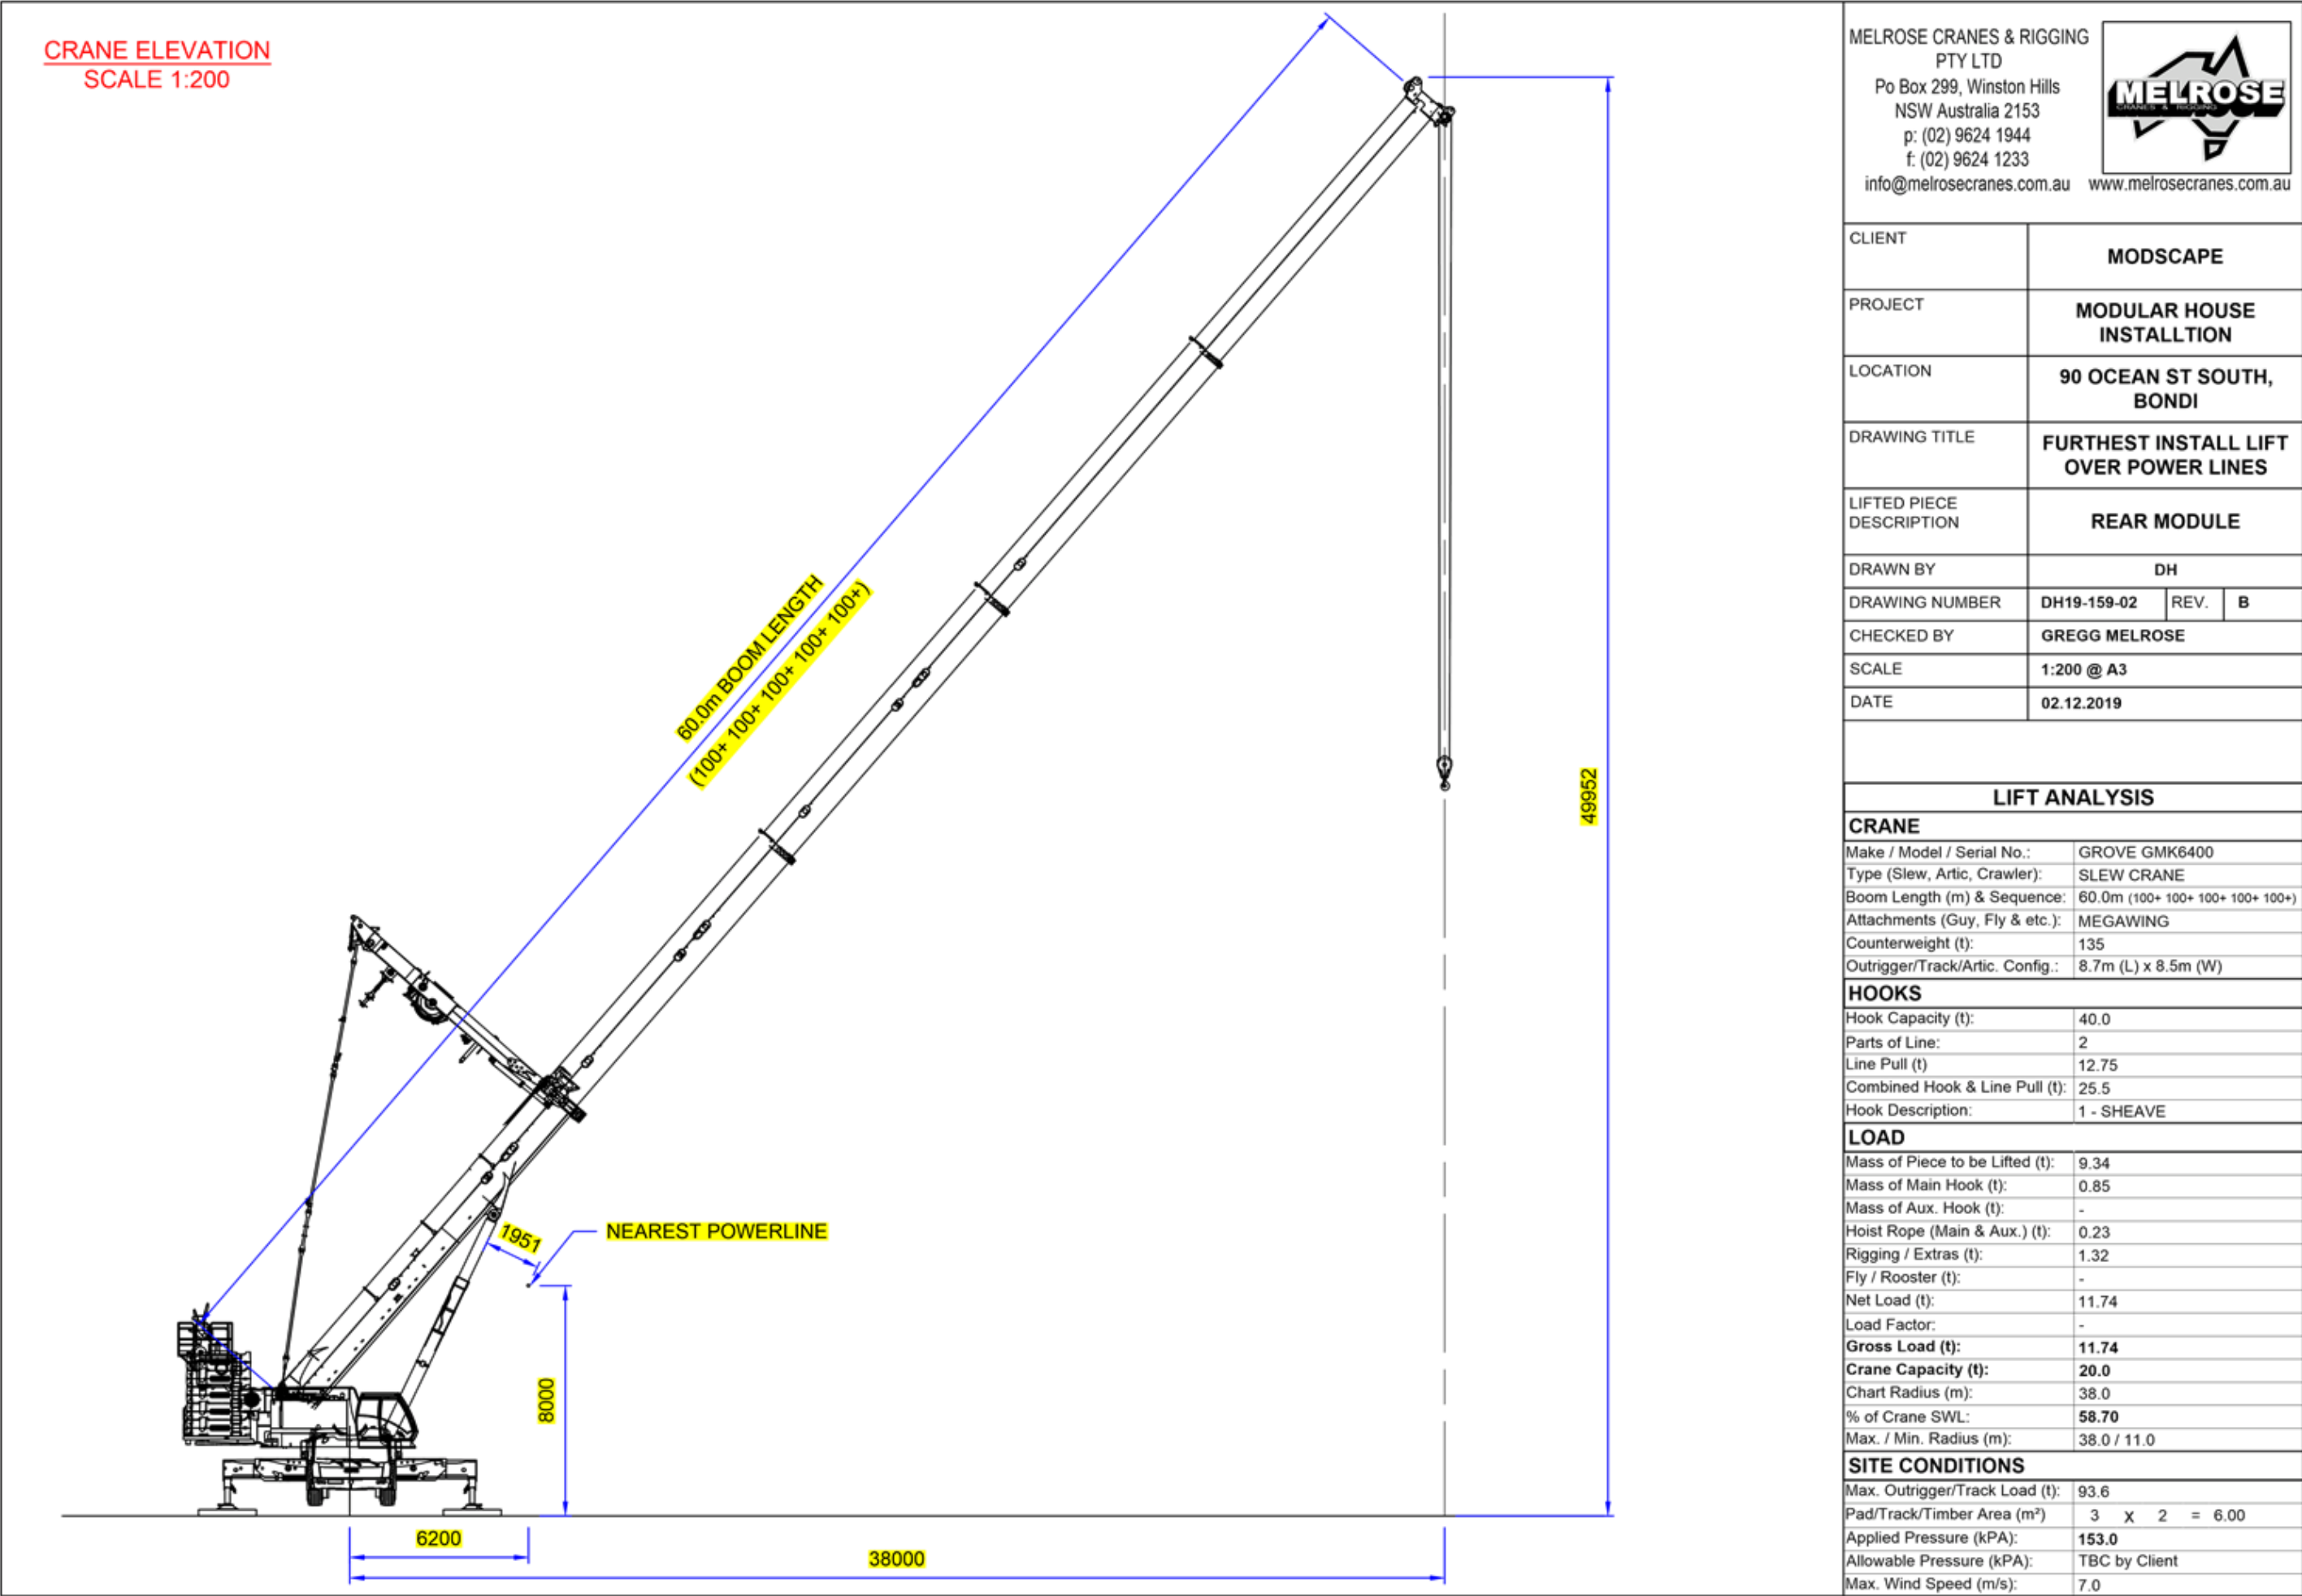 CRANE ELEVATION
SCALE 1:200
60.0m BOOM LENGTH
(100+ 100+ 100+ 100+ 100+)
49952
1951
NEAREST POWERLINE
8000
6200
38000
MELROSE CRANES & RIGGING
PTY LTD
Po Box 299, Winston Hills
NSW Australia 2153
p: (02) 9624 1944
f: (02) 9624 1233
info@melrosecranes.com.au
MELROSE
CRANES & RIGGING
www.melrosecranes.com.au
CLIENT
MODSCAPE
PROJECT
MODULAR HOUSE
INSTALLTION
LOCATION
90 OCEAN ST SOUTH,
BONDI
DRAWING TITLE
FURTHEST INSTALL LIFT
OVER POWER LINES
LIFTED PIECE
DESCRIPTION
REAR MODULE
DRAWN BY DH
DRAWING NUMBER DH19-159-02 REV. B
CHECKED BY GREGG MELROSE
SCALE 1:200 @ A3
DATE 02.12.2019
LIFT ANALYSIS
CRANE
Make / Model / Serial No.: GROVE GMK6400
Type (Slew, Artic, Crawler): SLEW CRANE
Boom Length (m) & Sequence: 60.0m (100+ 100+ 100+ 100+ 100+)
Attachments (Guy, Fly & etc.): MEGAWING
Counterweight (t): 135
Outrigger/Track/Artic. Config.: 8.7m (L) x 8.5m (W)
HOOKS
Hook Capacity (t): 40.0
Parts of Line: 2
Line Pull (t) 12.75
Combined Hook & Line Pull (t): 25.5
Hook Description: 1 - SHEAVE
LOAD
Mass of Piece to be Lifted (t): 9.34
Mass of Main Hook (t): 0.85
Mass of Aux. Hook (t): -
Hoist Rope (Main & Aux.) (t): 0.23
Rigging / Extras (t): 1.32
Fly / Rooster (t): -
Net Load (t): 11.74
Load Factor: -
Gross Load (t): 11.74
Crane Capacity (t): 20.0
Chart Radius (m): 38.0
% of Crane SWL: 58.70
Max. / Min. Radius (m): 38.0 / 11.0
SITE CONDITIONS
Max. Outrigger/Track Load (t): 93.6
Pad/Track/Timber Area (m²) 3 X 2 = 6.00
Applied Pressure (kPA): 153.0
Allowable Pressure (kPA): TBC by Client
Max. Wind Speed (m/s): 7.0